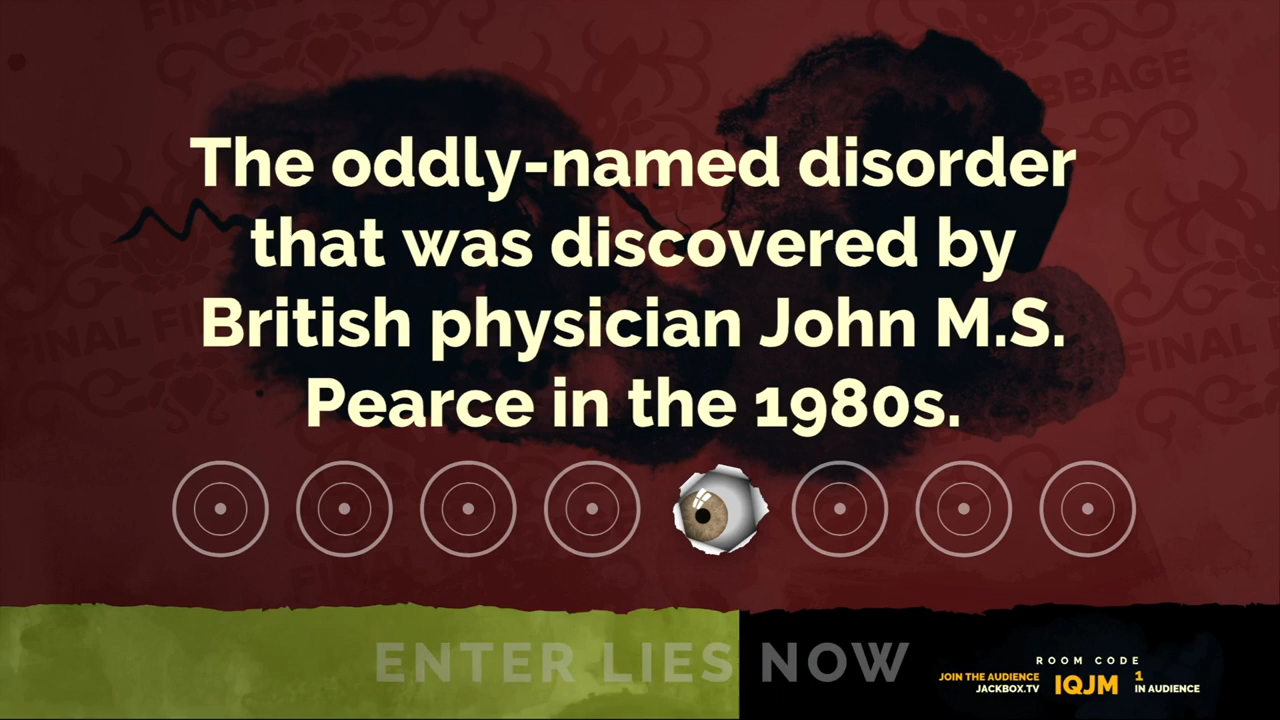 The oddly-named disorder
that was discovered by
British physician John M.S.
Pearce in the 1980s.
ENTER LIES NOW
ROOM CODE
JOIN THE AUDIENCE
JACKBOX.TV
IQJM
1
IN AUDIENCE